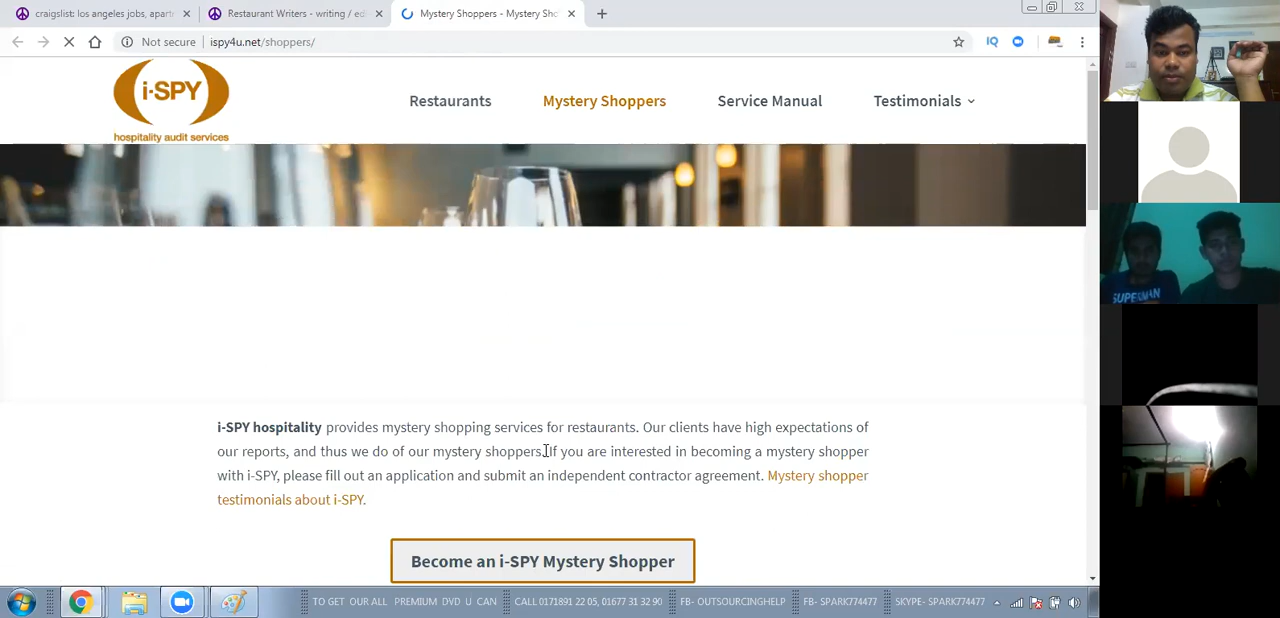 craigslist: los angeles jobs, apart
Restaurant Writers - writing / edi
Mystery Shoppers - Mystery Sho
Not secure
ispy4u.net/shoppers/
IQ
i-SPY
hospitality audit services
Restaurants
Mystery Shoppers
Service Manual
Testimonials
i-SPY hospitality provides mystery shopping services for restaurants. Our clients have high expectations of
our reports, and thus we do of our mystery shoppers. If you are interested in becoming a mystery shopper
with i-SPY, please fill out an application and submit an independent contractor agreement. Mystery shopper
testimonials about i-SPY.
Become an i-SPY Mystery Shopper
SUPERMAN
TO GET OUR ALL PREMIUM DVD U CAN
CALL 0171891 22 05, 01677 31 32 90
FB- OUTSOURCINGHELP
FB- SPARK774477
SKYPE- SPARK774477